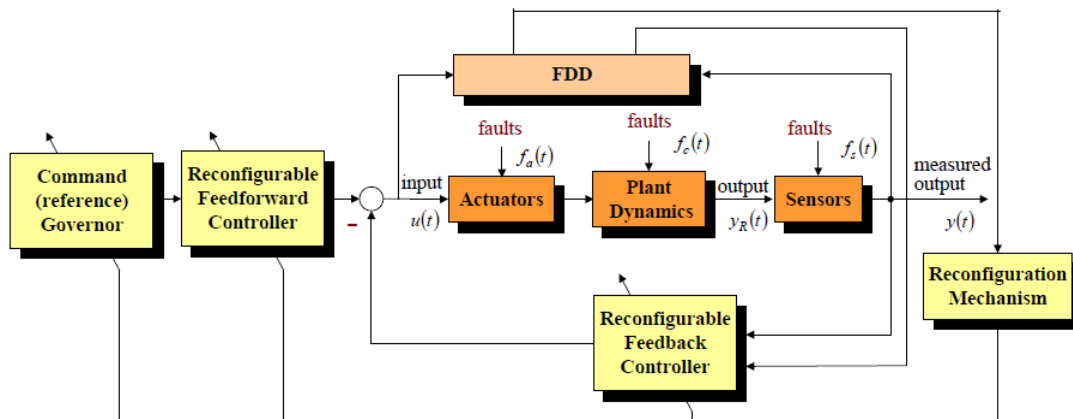 FDD
faults
f_a(t)
faults
f_c(t)
faults
f_s(t)
Command
(reference)
Governor
Reconfigurable
Feedforward
Controller
-
input
u(t)
Actuators
Plant
Dynamics
output
y_R(t)
Sensors
measured
output
y(t)
Reconfiguration
Mechanism
Reconfigurable
Feedback
Controller